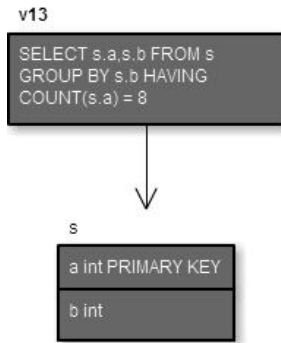 v13
SELECT s.a,s.b FROM s
GROUP BY s.b HAVING
COUNT(s.a) = 8
s
a int PRIMARY KEY
b int